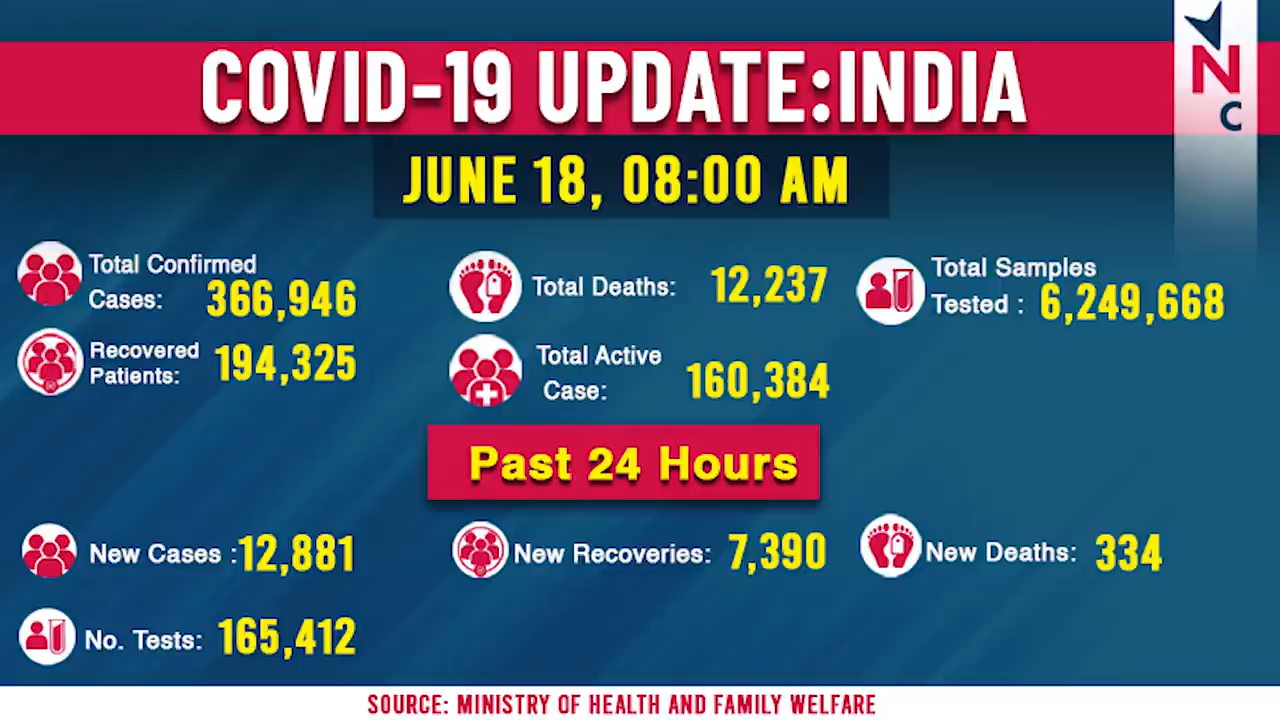 COVID-19 UPDATE:INDIA
N
C
JUNE 18, 08:00 AM
Total Confirmed
Cases: 366,946
Total Deaths: 12,237
Total Samples
Tested : 6,249,668
Recovered
Patients: 194,325
Total Active
Case: 160,384
Past 24 Hours
New Cases :12,881
New Recoveries: 7,390
New Deaths: 334
No. Tests: 165,412
SOURCE: MINISTRY OF HEALTH AND FAMILY WELFARE